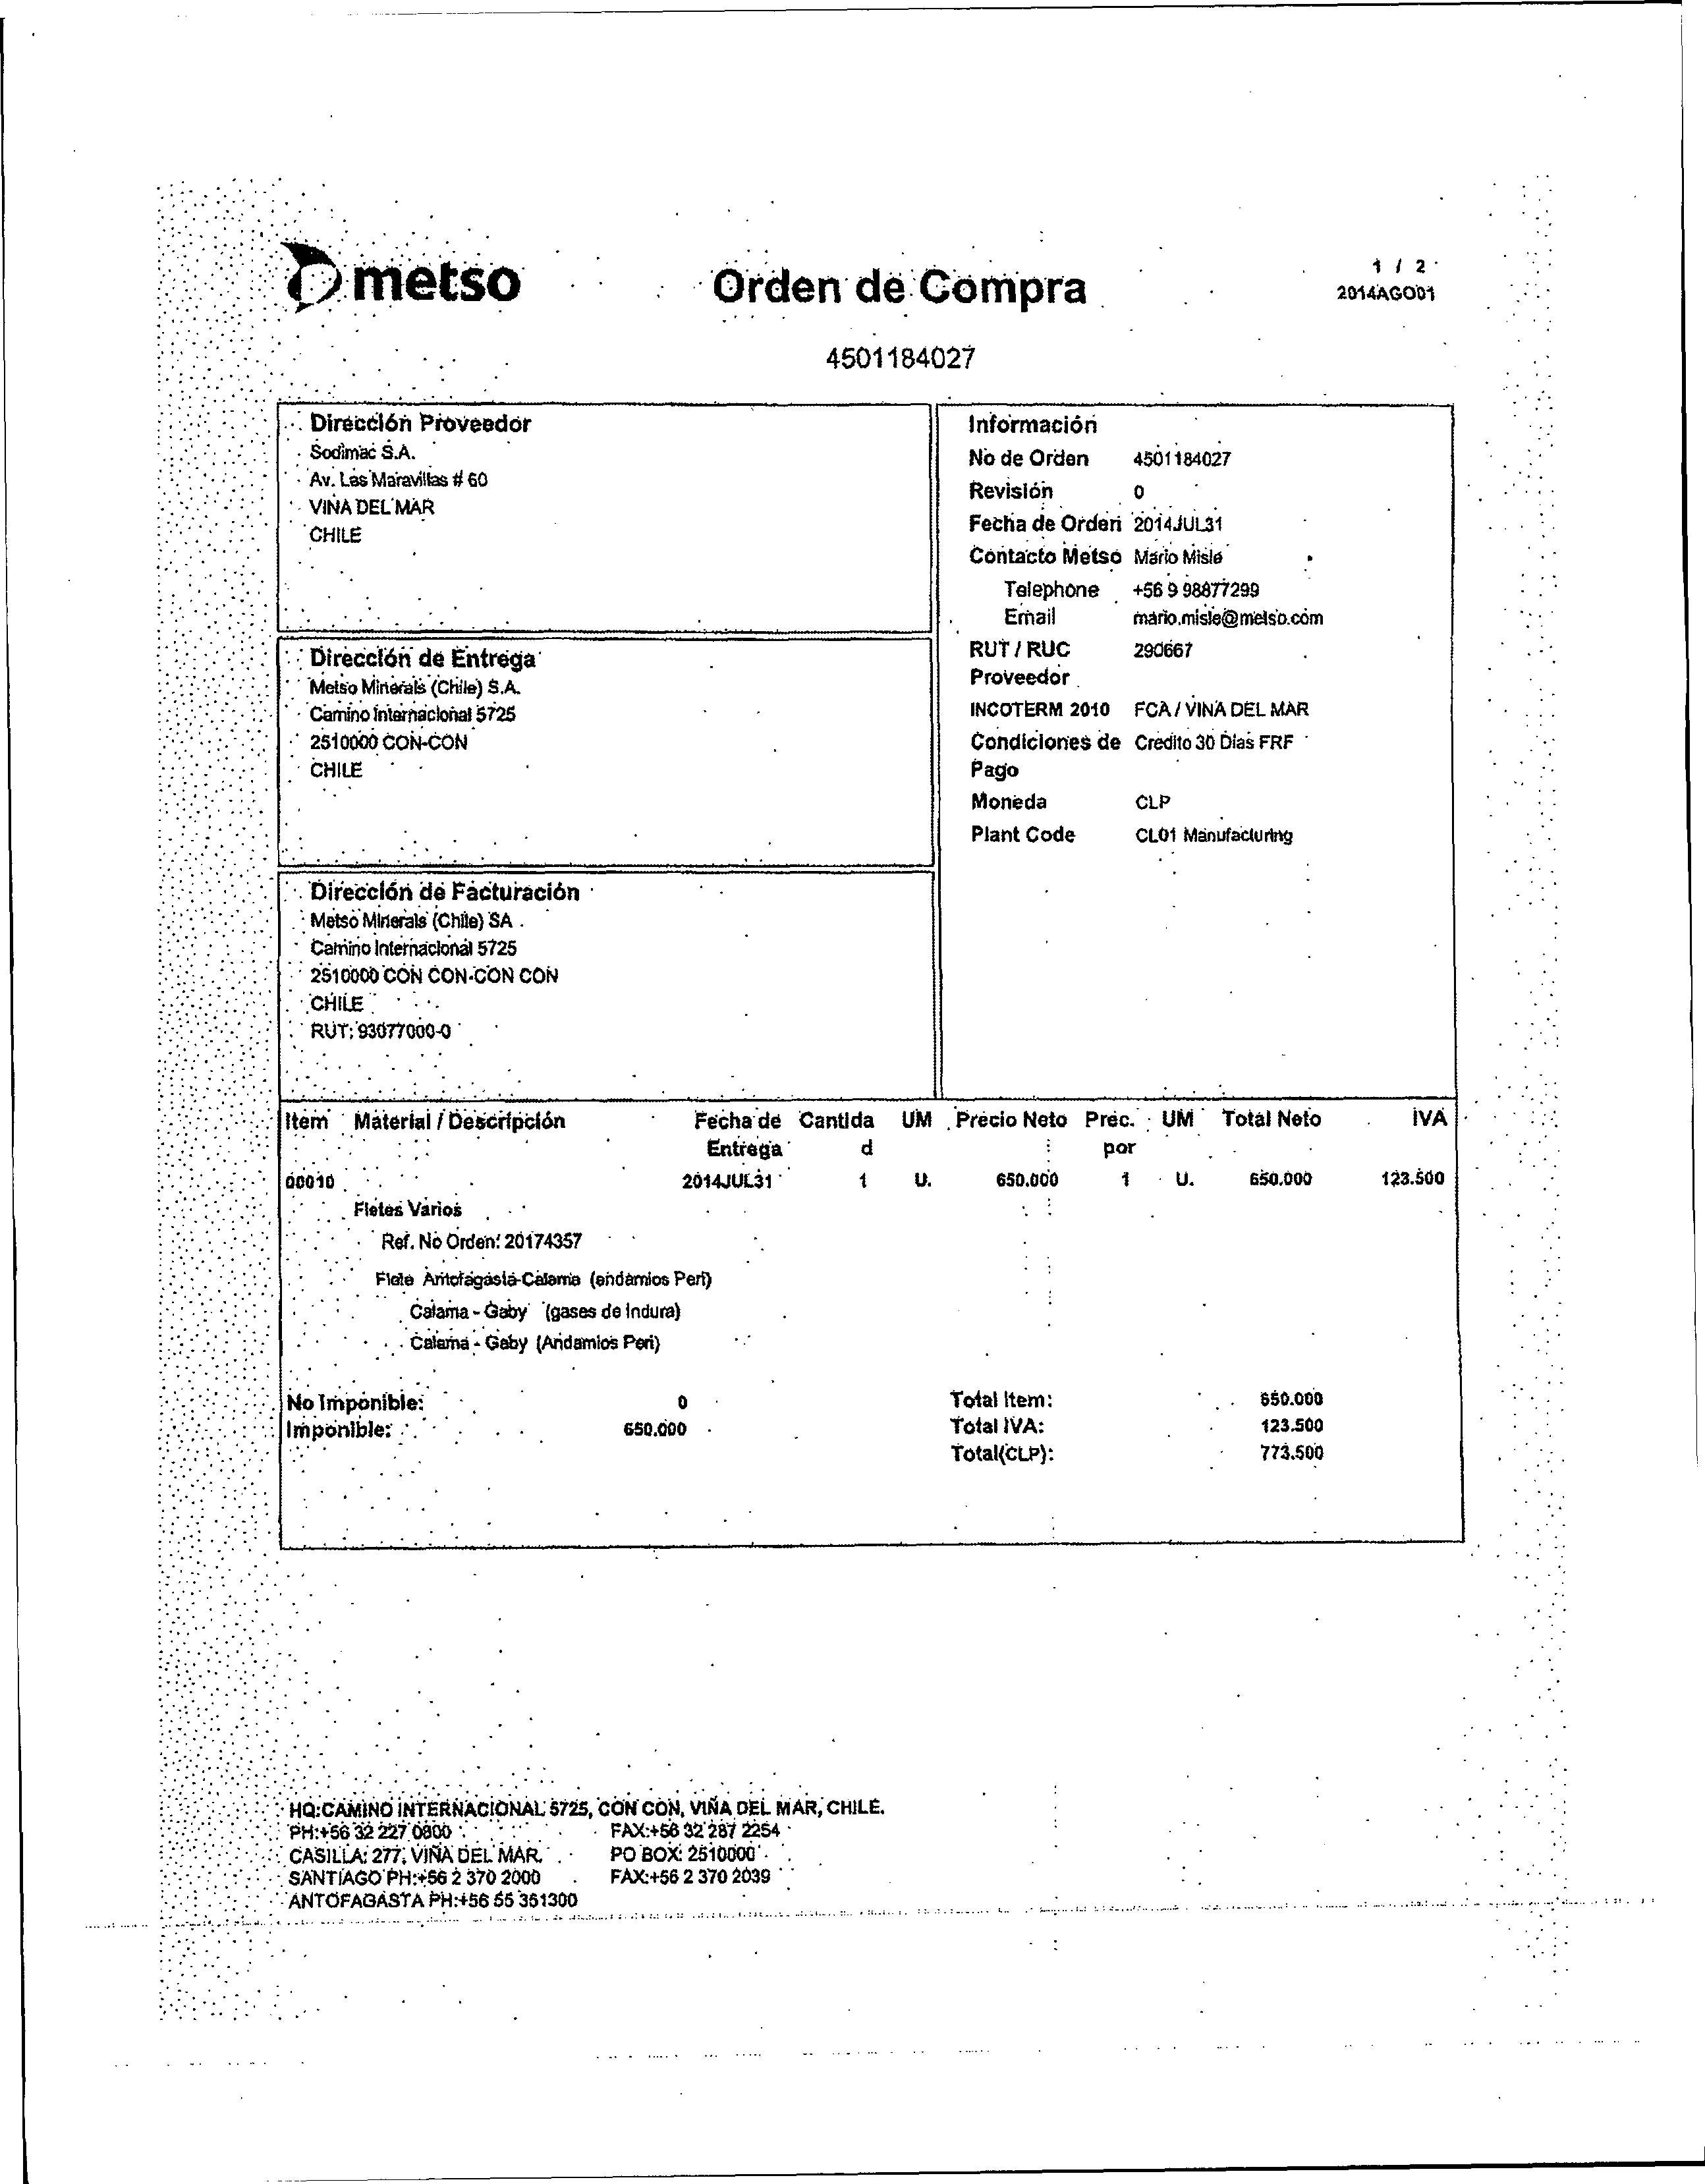 metso
Orden de Compra
1 / 2
2014AGO01
4501184027
Dirección Proveedor
Sodimac S.A.
Av. Las Maravillas # 60
VINA DEL MAR
CHILE
Información
No de Orden 4501184027
Revisión 0
Fecha de Orden 2014JUL31
Contacto Metso Mario Misle
Telephone +56 9 98877299
Email mario.misle@metso.com
RUT / RUC 290667
Proveedor
INCOTERM 2010 FCA / VINA DEL MAR
Condiciones de Credito 30 Dias FRF
Pago
Moneda CLP
Plant Code CL01 Manufacturing
Dirección de Entrega
Metso Minerals (Chile) S.A.
Camino Internacional 5725
2510000 CON-CON
CHILE
Dirección de Facturación
Metso Minerals (Chile) SA
Camino Internacional 5725
2510000 CON CON-CON CON
CHILE
RUT: 93077000-0
Item Material / Descripción Fecha de Cantida UM Precio Neto Prec. UM Total Neto IVA
Entrega d por
00010 2014JUL31 1 U. 650.000 1 U. 650.000 123.500
Fletes Varios
Ref. No Orden: 20174357
Flete Antofagasta-Calama (andamios Peri)
Calama - Gaby (gases de Indura)
Calama - Gaby (Andamios Peri)
No Imponible: 0 Total Item: 650.000
Imponible: 650.000 Total IVA: 123.500
Total(CLP): 773.500
HQ:CAMINO INTERNACIONAL 5725, CON CON, VIÑA DEL MAR, CHILE.
PH:+56 32 227 0800 FAX:+56 32 287 2254
CASILLA: 277, VIÑA DEL MAR. PO BOX: 2510000
SANTIAGO PH:+56 2 370 2000 FAX:+56 2 370 2039
ANTOFAGASTA PH:+56 55 351300